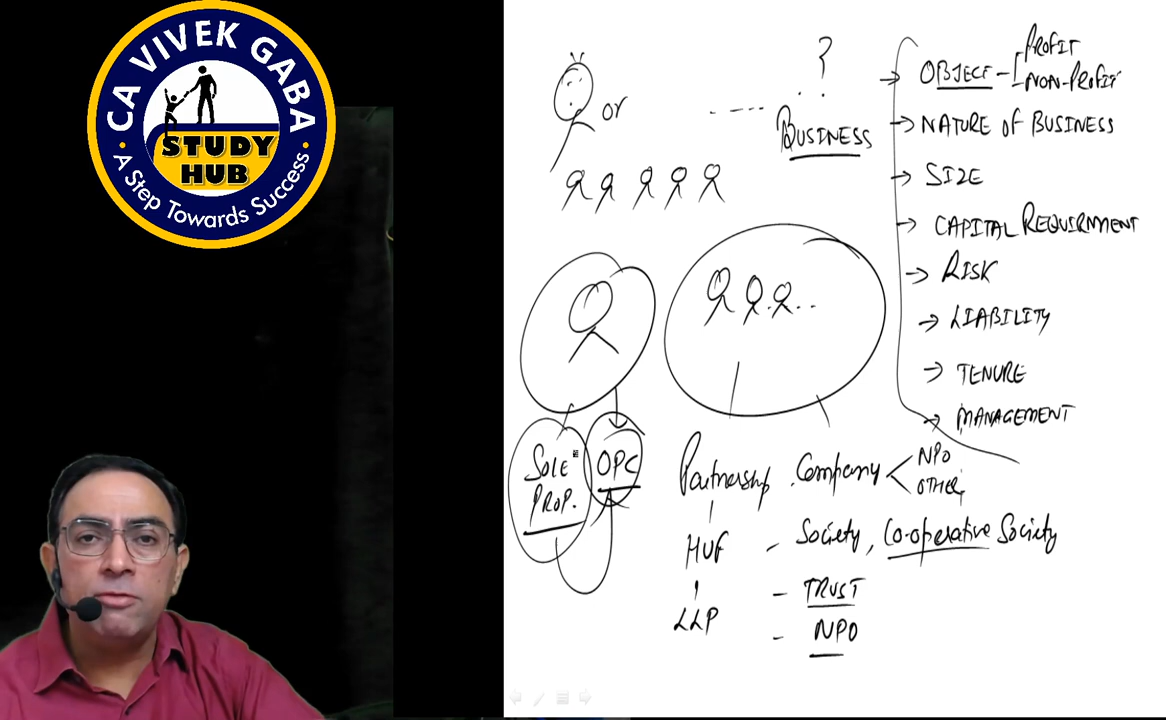 CA VIVEK GABA
STUDY
HUB
• A Step Towards Success •
or
- - - - ?
BUSINESS
→ OBJECT - PROFIT
- NON-PROFIT
→ NATURE OF BUSINESS
→ SIZE
→ CAPITAL REQUIRMENT
→ RISK
→ LIABILITY
→ TENURE
→ MANAGEMENT
SOLE
PROP.
OPC
Partnership
HUF
LLP
Company < NPO
OTHER
- Society, Co-operative Society
- TRUST
- NPO